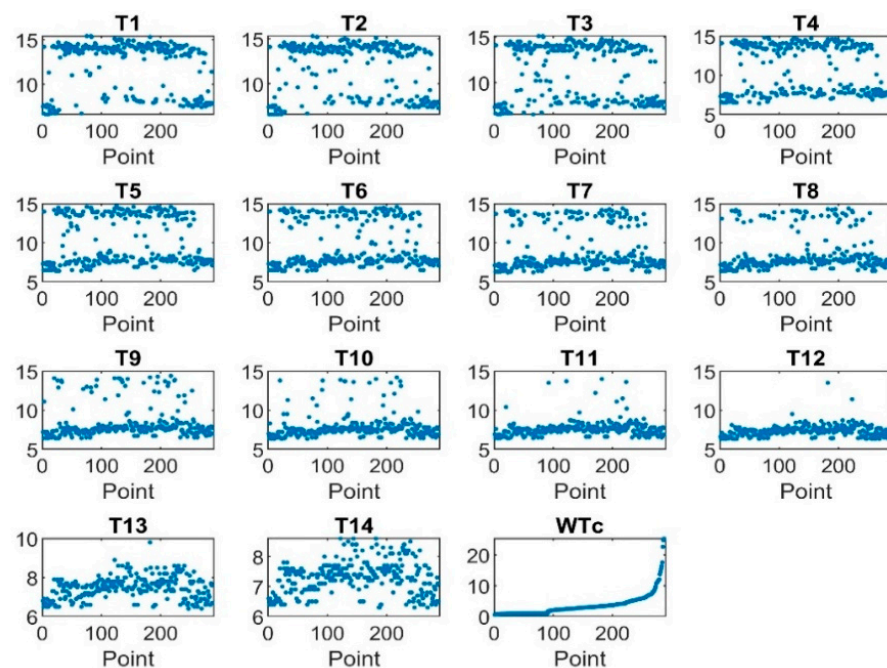 T1 T2 T3 T4
15 15 15 15
10 10 10 10
5
0 100 200 0 100 200 0 100 200 0 100 200
Point Point Point Point
T5 T6 T7 T8
15 15 15 15
10 10 10 10
5 5 5 5
0 100 200 0 100 200 0 100 200 0 100 200
Point Point Point Point
T9 T10 T11 T12
15 15 15 15
10 10 10 10
5 5 5 5
0 100 200 0 100 200 0 100 200 0 100 200
Point Point Point Point
T13 T14 WTc
10 8 20
8 7 10
6 6 0
0 100 200 0 100 200 0 100 200
Point Point Point